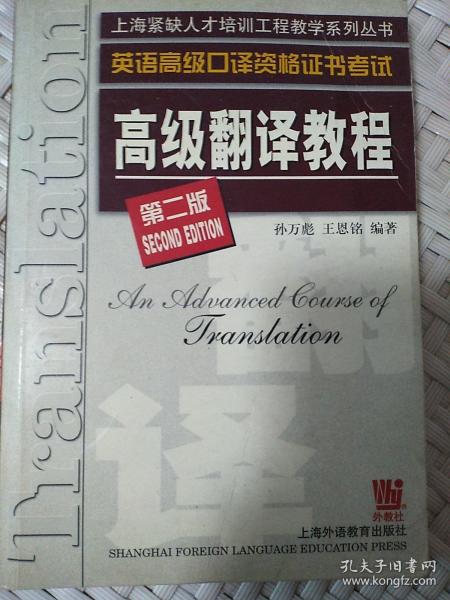 上海紧缺人才培训工程教学系列丛书
英语高级口译资格证书考试
高级翻译教程
第二版
SECOND EDITION
孙万彪 王恩铭 编著
An Advanced Course of
Translation
翻
译
Translation
Whj
外教社
上海外语教育出版社
SHANGHAI FOREIGN LANGUAGE EDUCATION PRESS
孔夫子旧书网
www.kongfz.com